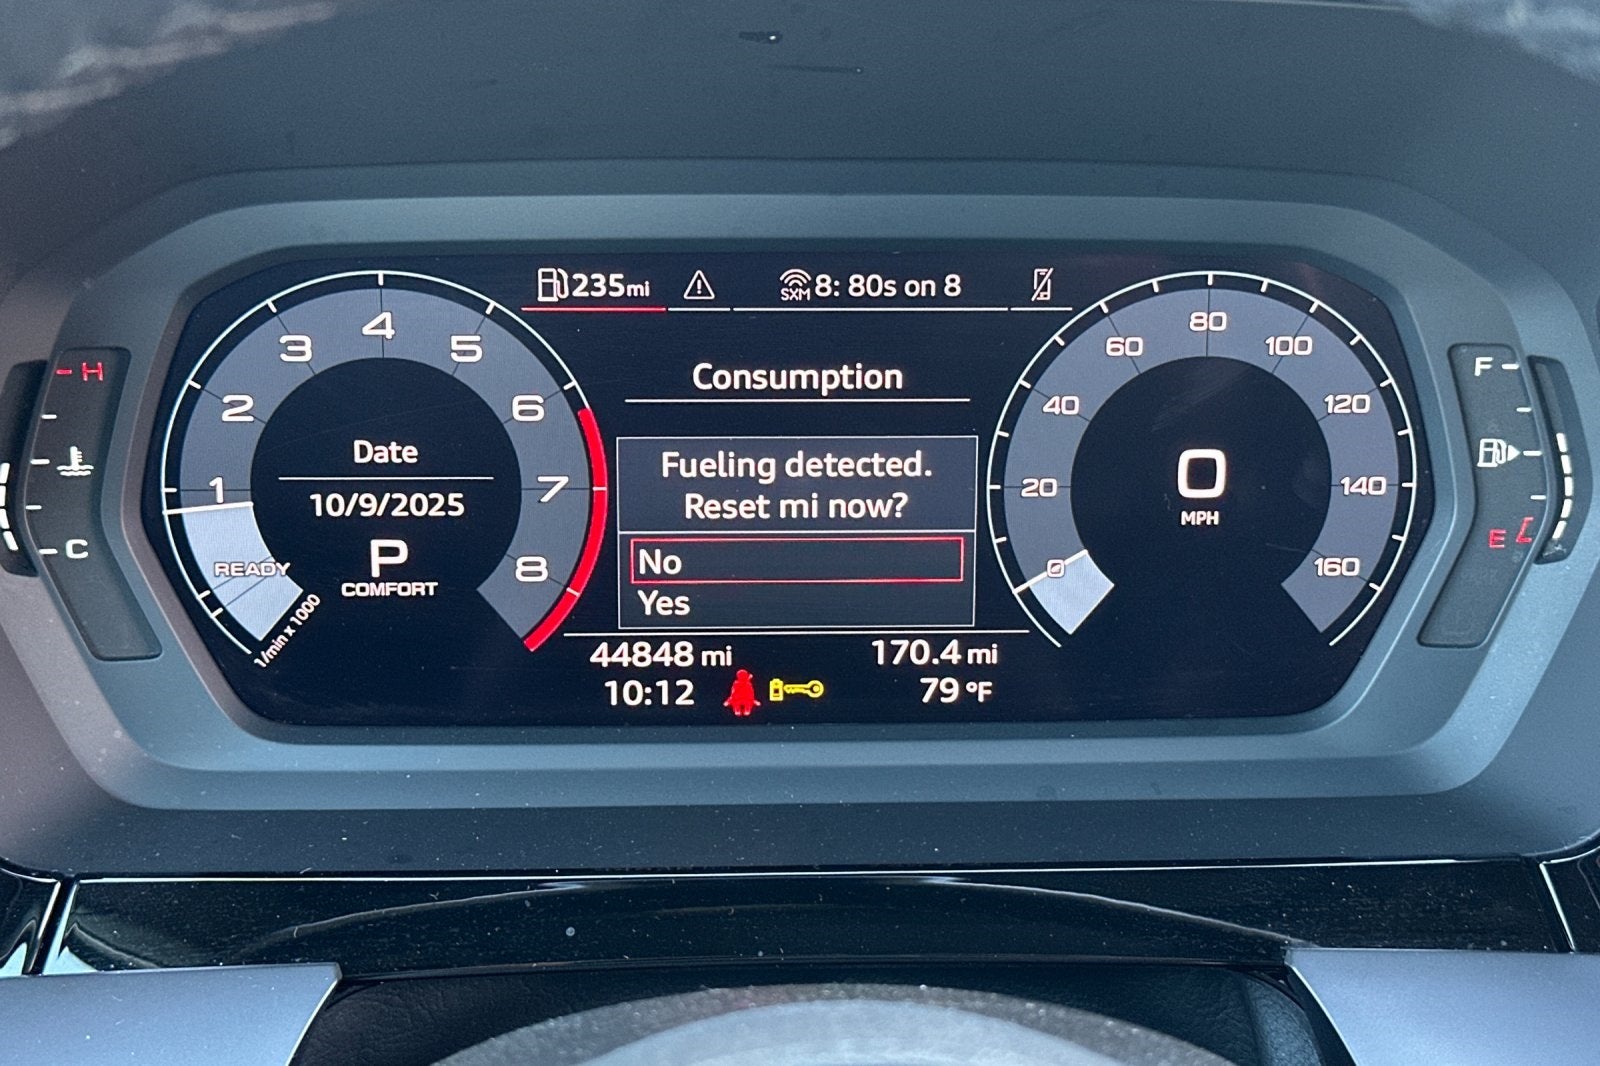 235mi
SXM 8: 80s on 8
Consumption
Fueling detected.
Reset mi now?
No
Yes
44848 mi
170.4 mi
10:12
79 °F
H
C
1
2
3
4
5
6
7
8
READY
1/min x 1000
Date
10/9/2025
P
COMFORT
0
20
40
60
80
100
120
140
160
0
MPH
F
E